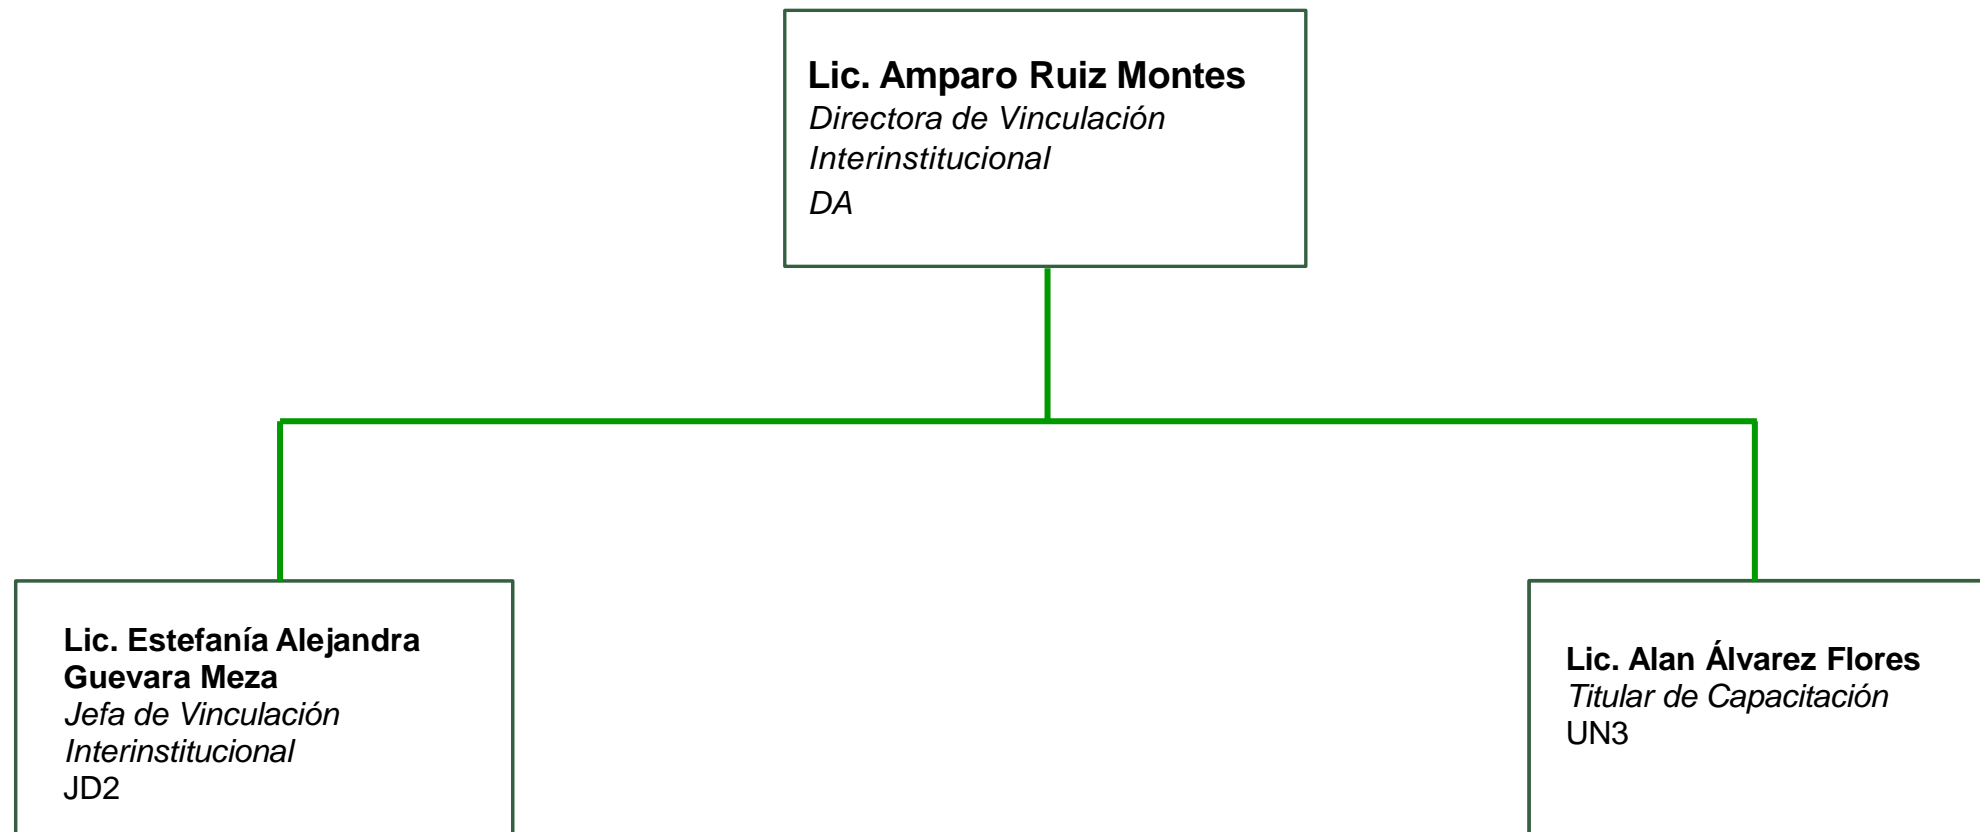 Lic. Amparo Ruiz Montes
Directora de Vinculación
Interinstitucional
DA
Lic. Estefanía Alejandra
Guevara Meza
Jefa de Vinculación
Interinstitucional
JD2
Lic. Alan Álvarez Flores
Titular de Capacitación
UN3